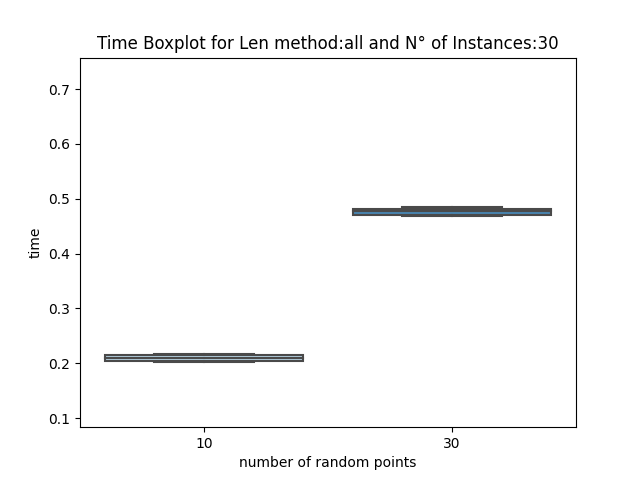 Time Boxplot for Len method:all and N° of Instances:30
0.7
0.6
0.5
0.4
0.3
0.2
0.1
time
10 30
number of random points